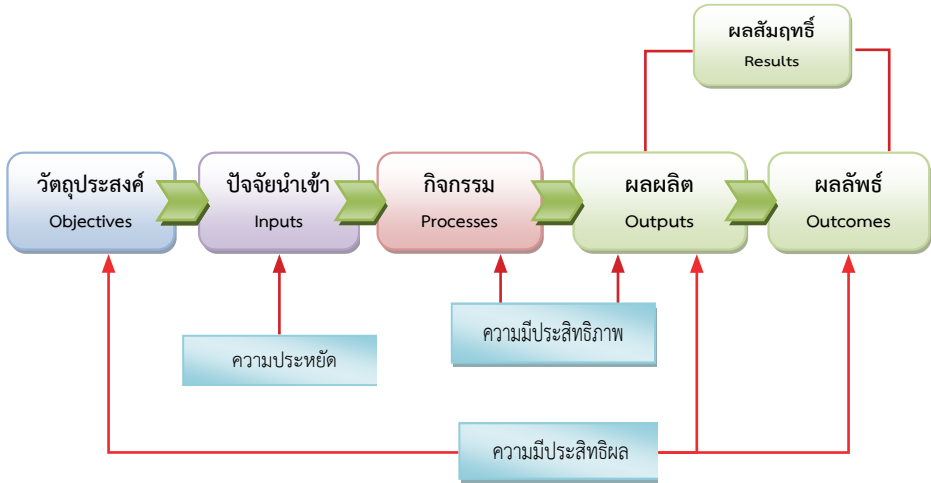 ผลสัมฤทธิ์
Results
วัตถุประสงค์
Objectives
ปัจจัยนำเข้า
Inputs
กิจกรรม
Processes
ผลผลิต
Outputs
ผลลัพธ์
Outcomes
ความมีประสิทธิภาพ
ความประหยัด
ความมีประสิทธิผล